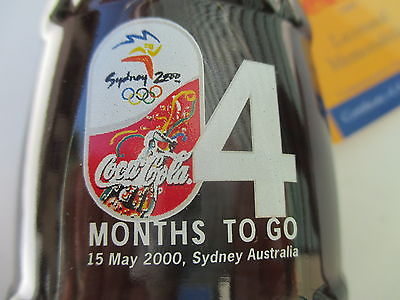 Sydney 2000
Coca-Cola
4
MONTHS TO GO
15 May 2000, Sydney Australia